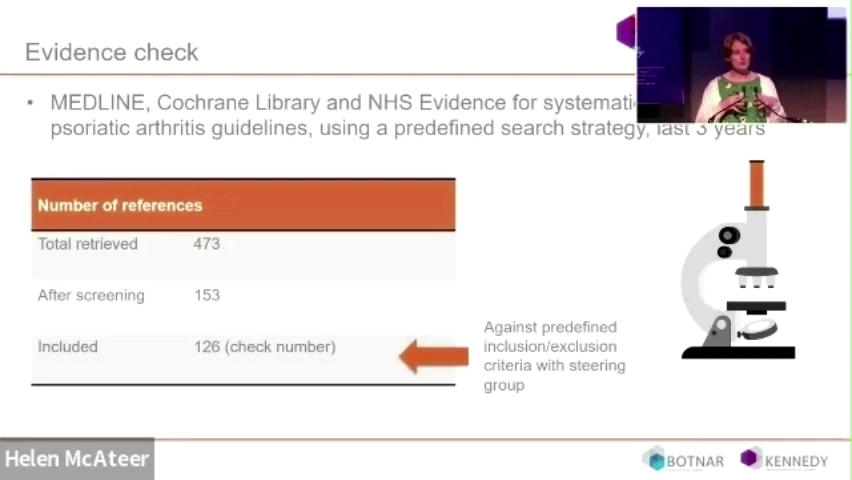 Evidence check
• MEDLINE, Cochrane Library and NHS Evidence for
psoriatic arthritis guidelines, using a predefined search strategy, last 3 years
Number of references
Total retrieved 473
After screening 153
Included 126 (check number)
Against predefined
inclusion/exclusion
criteria with steering
group
Helen McAteer
BOTNAR
KENNEDY